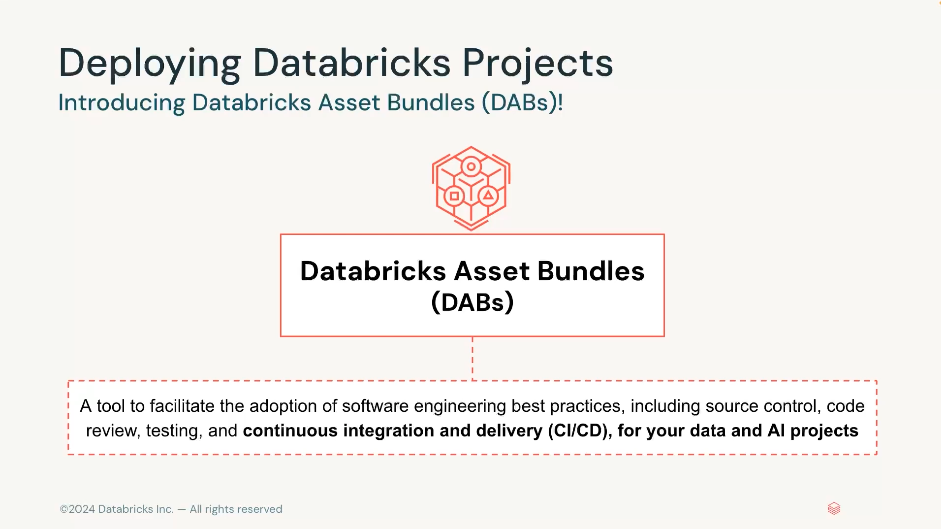 Deploying Databricks Projects
Introducing Databricks Asset Bundles (DABs)!
Databricks Asset Bundles
(DABs)
A tool to facilitate the adoption of software engineering best practices, including source control, code
review, testing, and continuous integration and delivery (CI/CD), for your data and AI projects
©2024 Databricks Inc. — All rights reserved